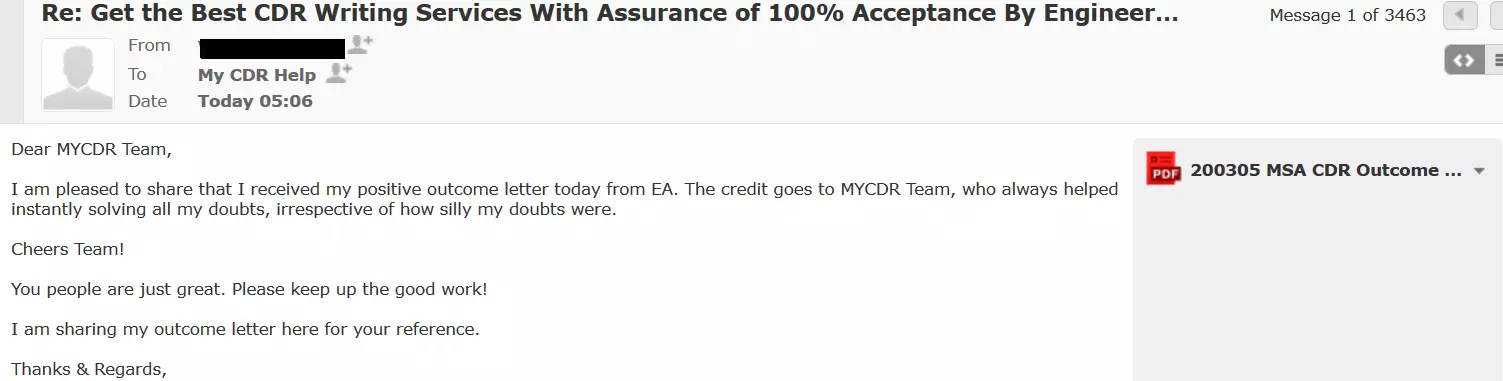 Re: Get the Best CDR Writing Services With Assurance of 100% Acceptance By Engineer...
Message 1 of 3463
From
To My CDR Help
Date Today 05:06
Dear MYCDR Team,
I am pleased to share that I received my positive outcome letter today from EA. The credit goes to MYCDR Team, who always helped
instantly solving all my doubts, irrespective of how silly my doubts were.
Cheers Team!
You people are just great. Please keep up the good work!
I am sharing my outcome letter here for your reference.
Thanks & Regards,
PDF 200305 MSA CDR Outcome ...